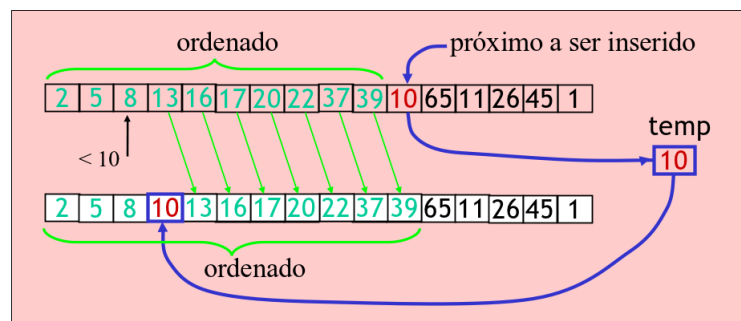 ordenado
próximo a ser inserido
2 5 8 13 16 17 20 22 37 39 10 65 11 26 45 1
temp
< 10
10
2 5 8 10 13 16 17 20 22 37 39 65 11 26 45 1
ordenado